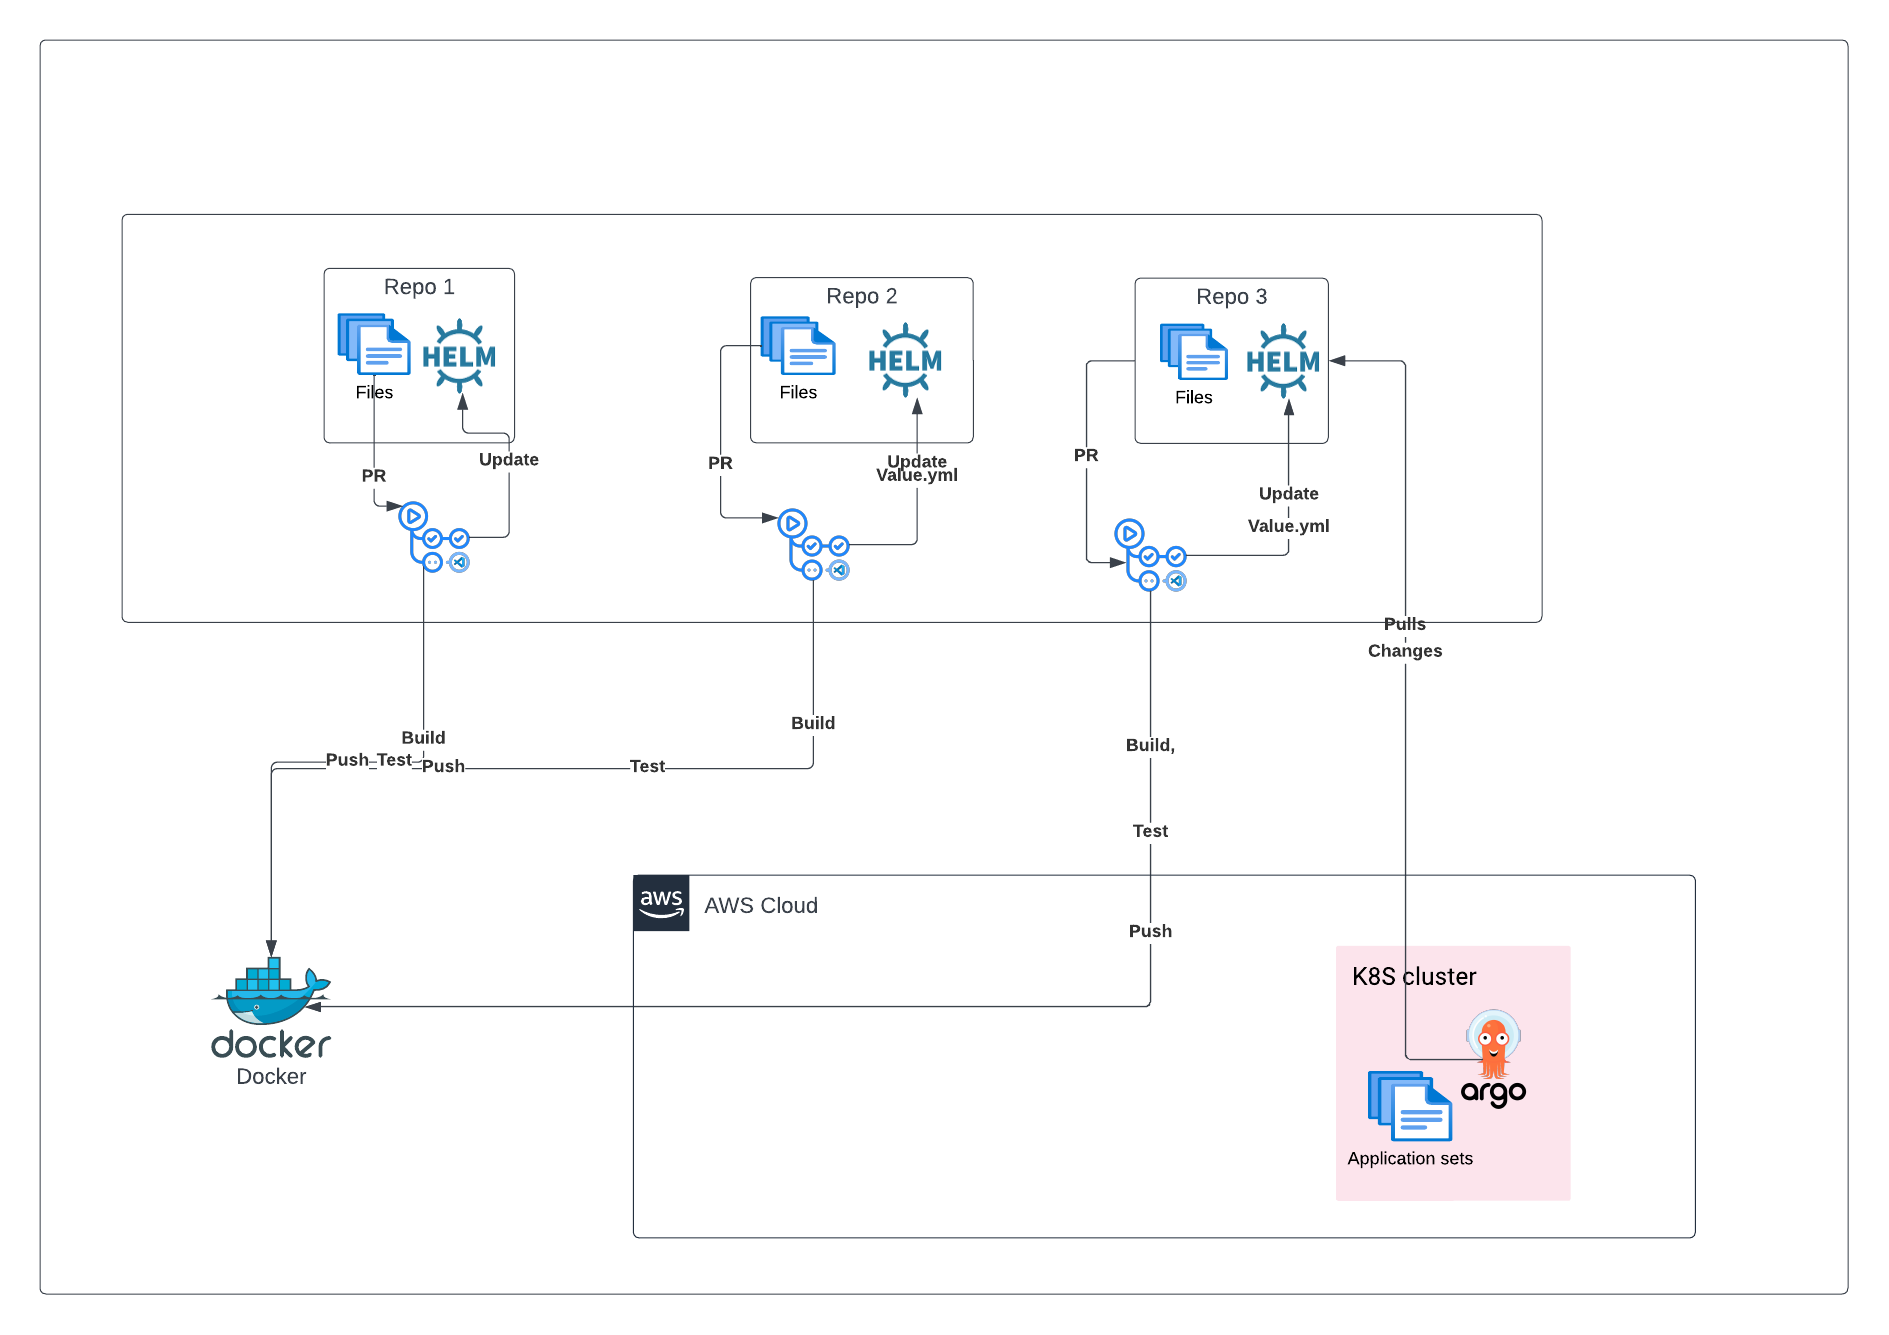 Repo 1
HELM
Files
Repo 2
HELM
Files
Repo 3
HELM
Files
PR
Update
PR
Update
Value.yml
PR
Update
Value.yml
Pulls
Changes
Build
Push
Test
Push
Test
Build
Build,
Test
Push
aws
AWS Cloud
docker
Docker
K8S cluster
argo
Application sets